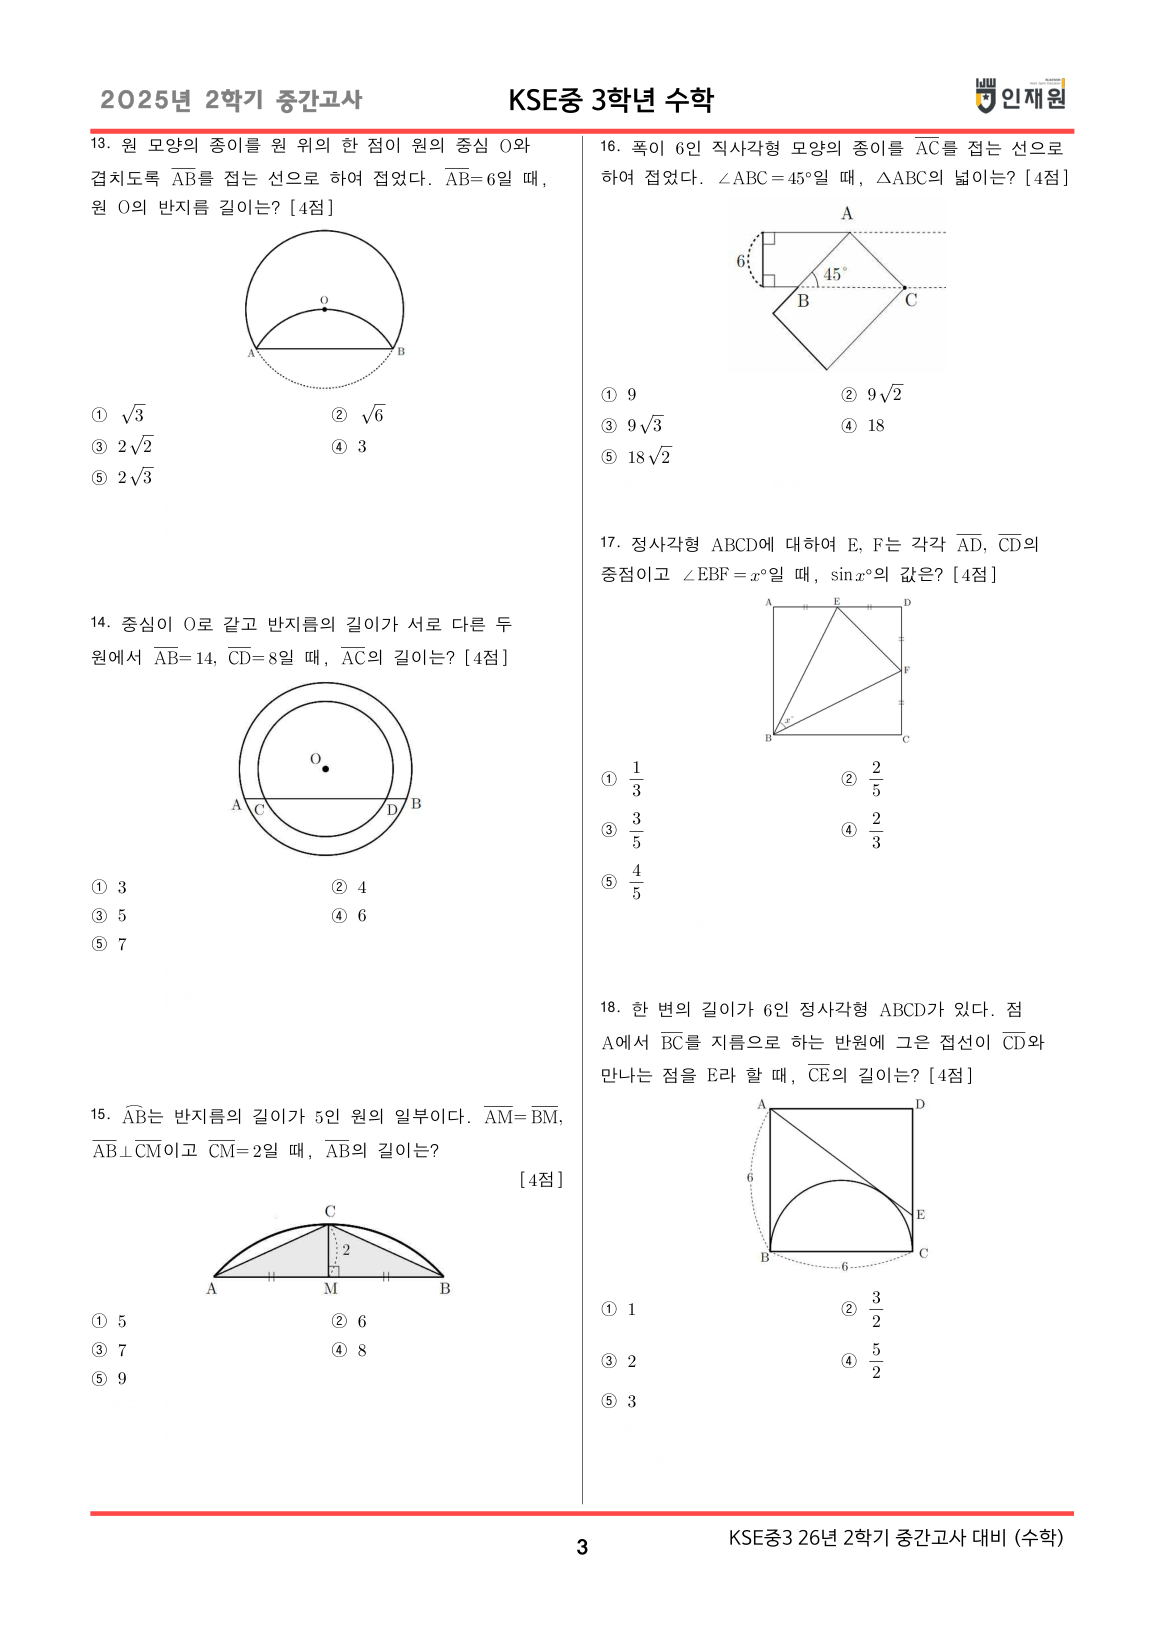 2025년 2학기 중간고사
KSE중 3학년 수학
인재원
13. 원 모양의 종이를 원 위의 한 점이 원의 중심 O와
겹치도록 AB를 접는 선으로 하여 접었다. AB=6일 때,
원 O의 반지름 길이는? [4점]
O
A
B
① √3
② √6
③ 2√2
④ 3
⑤ 2√3
14. 중심이 O로 같고 반지름의 길이가 서로 다른 두
원에서 AB=14, CD=8일 때, AC의 길이는? [4점]
O
A C D B
① 3
② 4
③ 5
④ 6
⑤ 7
15. AB는 반지름의 길이가 5인 원의 일부이다. AM=BM,
AB⊥CM이고 CM=2일 때, AB의 길이는?
[4점]
C
2
A M B
① 5
② 6
③ 7
④ 8
⑤ 9
16. 폭이 6인 직사각형 모양의 종이를 AC를 접는 선으로
하여 접었다. ∠ABC=45°일 때, △ABC의 넓이는? [4점]
A
6
45°
B C
① 9
② 9√2
③ 9√3
④ 18
⑤ 18√2
17. 정사각형 ABCD에 대하여 E, F는 각각 AD, CD의
중점이고 ∠EBF=x°일 때, sinx°의 값은? [4점]
A E D
F
x°
B C
① 1/3
② 2/5
③ 3/5
④ 2/3
⑤ 4/5
18. 한 변의 길이가 6인 정사각형 ABCD가 있다. 점
A에서 BC를 지름으로 하는 반원에 그은 접선이 CD와
만나는 점을 E라 할 때, CE의 길이는? [4점]
A D
6
E
B C
6
① 1
② 3/2
③ 2
④ 5/2
⑤ 3
3
KSE중3 26년 2학기 중간고사 대비 (수학)